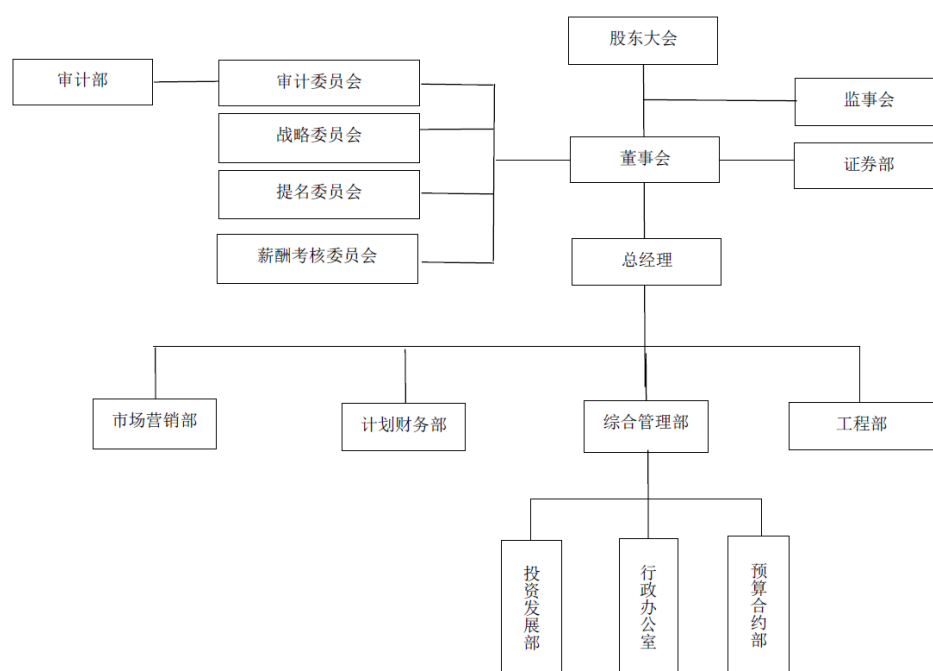 股东大会
审计部
审计委员会
监事会
战略委员会
董事会
证券部
提名委员会
薪酬考核委员会
总经理
市场营销部
计划财务部
综合管理部
工程部
投资发展部
行政办公室
预算合约部